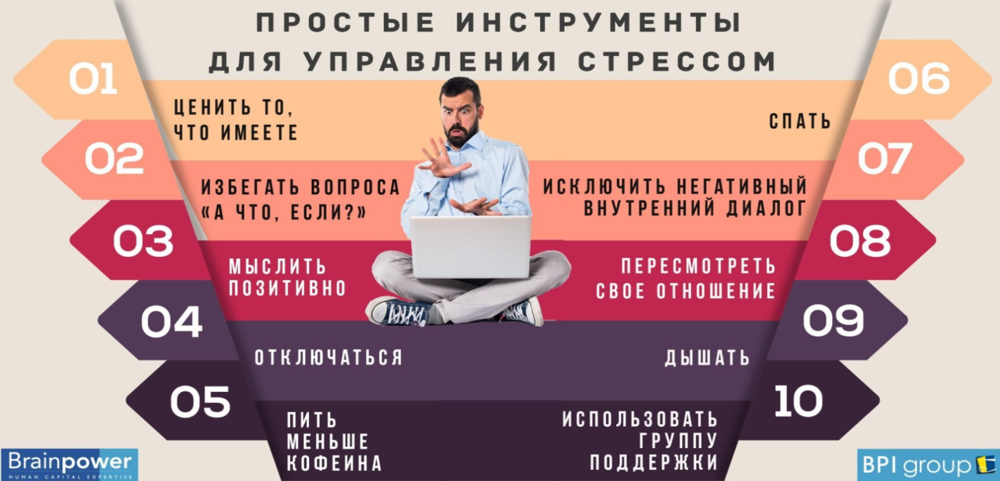 ПРОСТЫЕ ИНСТРУМЕНТЫ
ДЛЯ УПРАВЛЕНИЯ СТРЕССОМ
01
ЦЕНИТЬ ТО,
ЧТО ИМЕЕТЕ
02
ИЗБЕГАТЬ ВОПРОСА
«А ЧТО, ЕСЛИ?»
03
МЫСЛИТЬ
ПОЗИТИВНО
04
ОТКЛЮЧАТЬСЯ
05
ПИТЬ
МЕНЬШЕ
КОФЕИНА
06
СПАТЬ
07
ИСКЛЮЧИТЬ НЕГАТИВНЫЙ
ВНУТРЕННИЙ ДИАЛОГ
08
ПЕРЕСМОТРЕТЬ
СВОЕ ОТНОШЕНИЕ
09
ДЫШАТЬ
10
ИСПОЛЬЗОВАТЬ
ГРУППУ
ПОДДЕРЖКИ
Brainpower
HUMAN CAPITAL EXPERTISE
BPI group